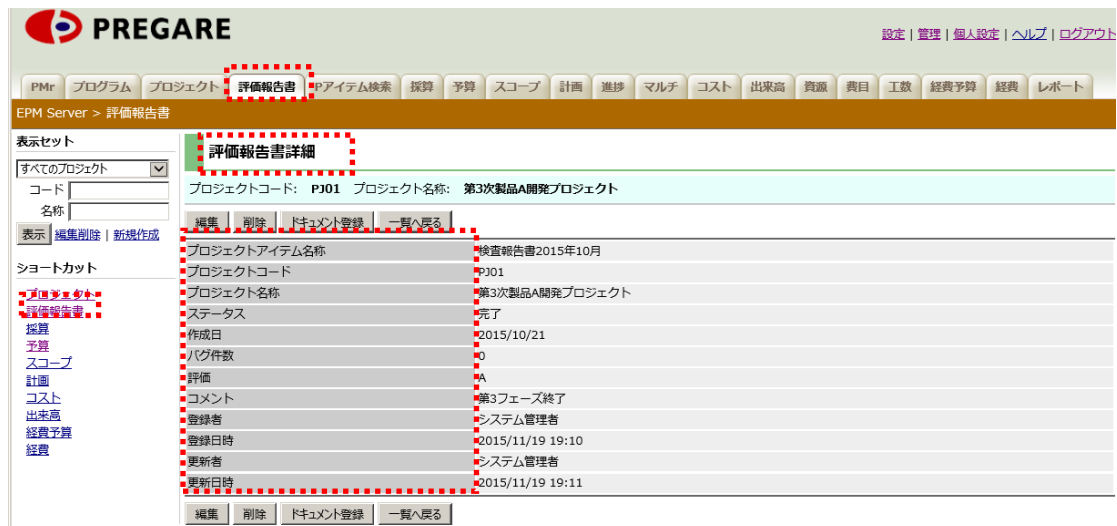 PREGARE
設定 | 管理 | 個人設定 | ヘルプ | ログアウト
PMr プログラム プロジェクト 評価報告書 Pアイテム検索 採算 予算 スコープ 計画 進捗 マルチ コスト 出来高 資源 費目 工数 経費予算 経費 レポート
EPM Server > 評価報告書
表示セット
すべてのプロジェクト
コード
名称
表示 編集削除 | 新規作成
ショートカット
プロジェクト
評価報告書
採算
予算
スコープ
計画
コスト
出来高
経費予算
経費
評価報告書詳細
プロジェクトコード: PJ01 プロジェクト名称: 第3次製品A開発プロジェクト
編集 削除 ドキュメント登録 一覧へ戻る
プロジェクトアイテム名称 検査報告書2015年10月
プロジェクトコード PJ01
プロジェクト名称 第3次製品A開発プロジェクト
ステータス 完了
作成日 2015/10/21
バグ件数 0
評価 A
コメント 第3フェーズ終了
登録者 システム管理者
登録日時 2015/11/19 19:10
更新者 システム管理者
更新日時 2015/11/19 19:11
編集 削除 ドキュメント登録 一覧へ戻る